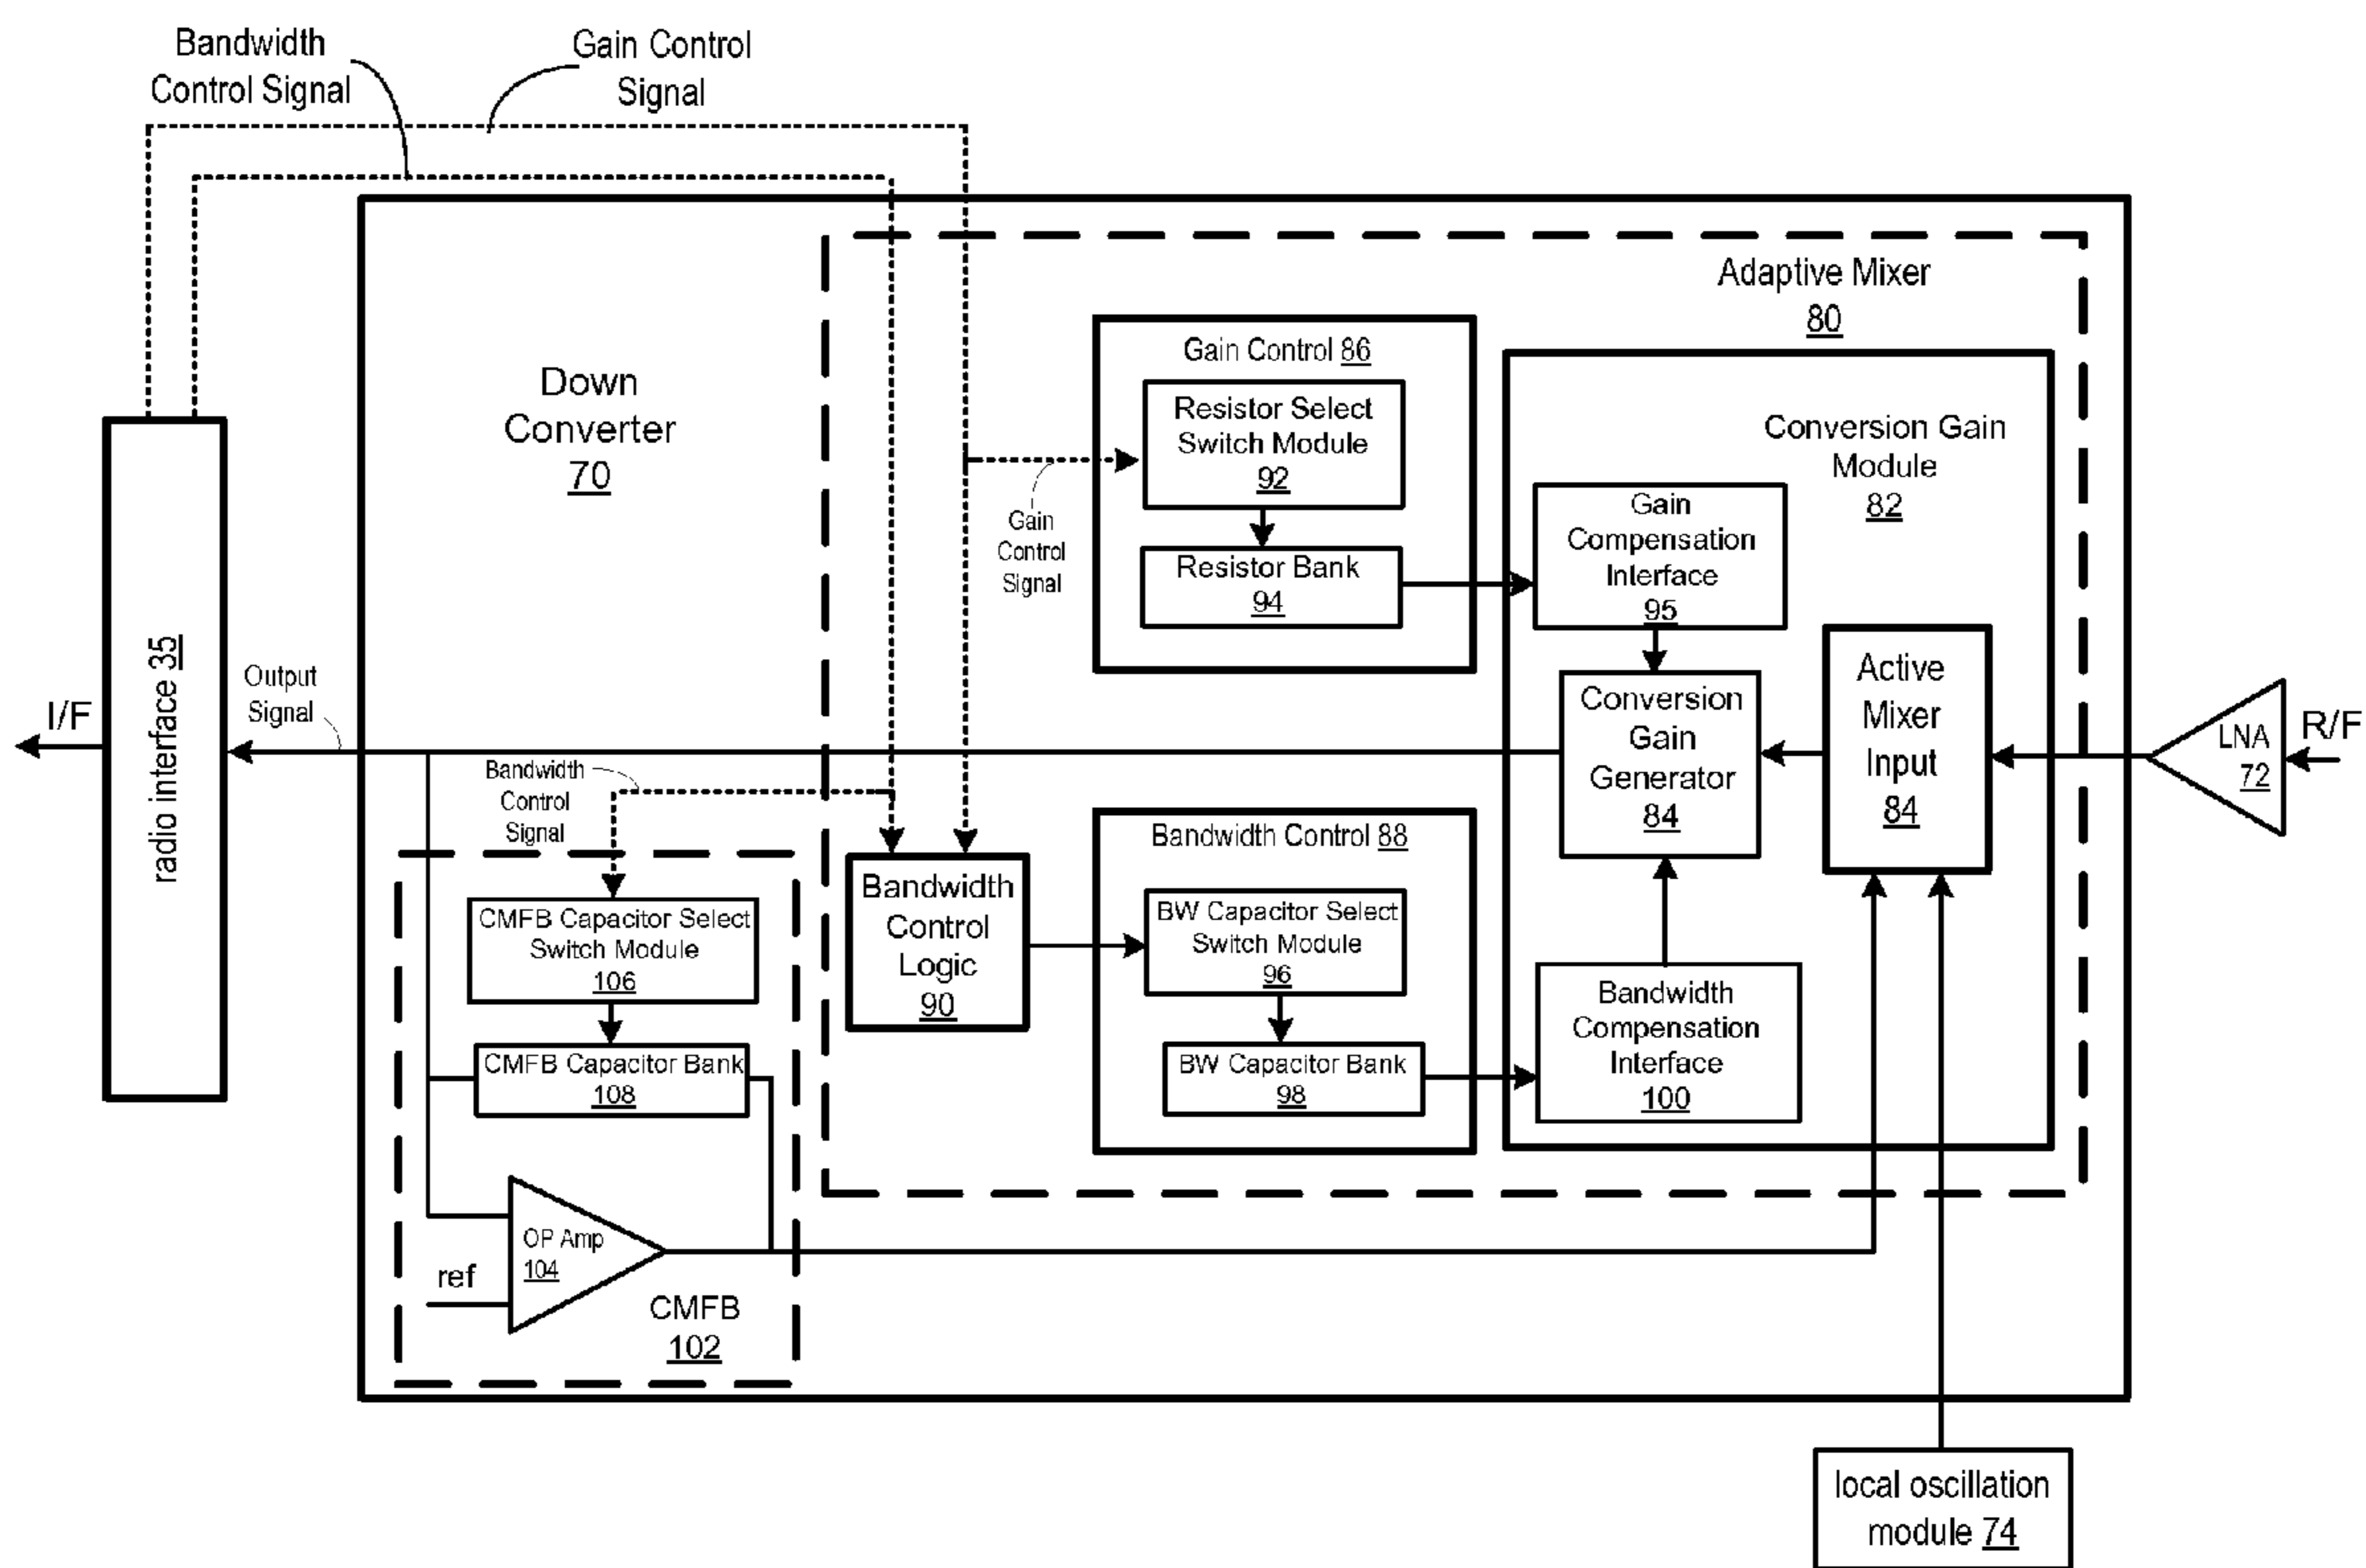 Bandwidth
Control Signal
Gain Control
Signal
Adaptive Mixer
80
Down
Converter
70
Gain Control 86
Resistor Select
Switch Module
92
Resistor Bank
94
Gain
Control
Signal
Conversion Gain
Module
82
Gain
Compensation
Interface
95
Conversion
Gain
Generator
84
Active
Mixer
Input
84
LNA
72
R/F
I/F
radio interface 35
Output
Signal
Bandwidth
Control
Signal
Bandwidth
Control
Logic
90
Bandwidth Control 88
BW Capacitor Select
Switch Module
96
BW Capacitor Bank
98
Bandwidth
Compensation
Interface
100
CMFB Capacitor Select
Switch Module
106
CMFB Capacitor Bank
108
OP Amp
104
ref
CMFB
102
local oscillation
module 74